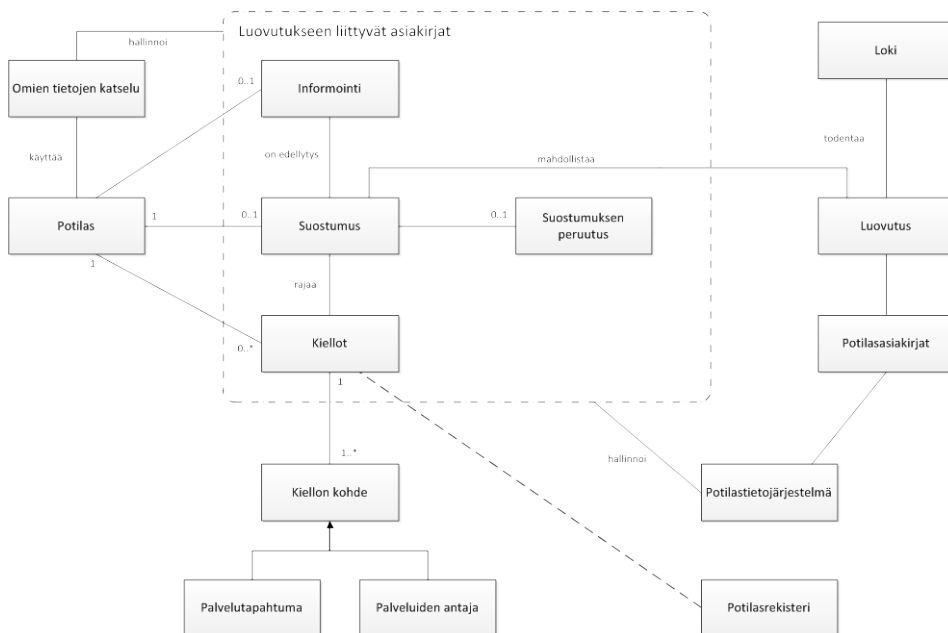 Luovutukseen liittyvät asiakirjat
hallinnoi
Loki
Omien tietojen katselu
0..1
Informointi
käyttää
on edellytys
mahdollistaa
todentaa
Potilas
1
0..1
Suostumus
0..1
Suostumuksen
peruutus
Luovutus
1
rajaa
0..*
Kiellot
Potilasasiakirjat
1
1..*
hallinnoi
Kiellon kohde
Potilastietojärjestelmä
Palvelutapahtuma
Palveluiden antaja
Potilasrekisteri